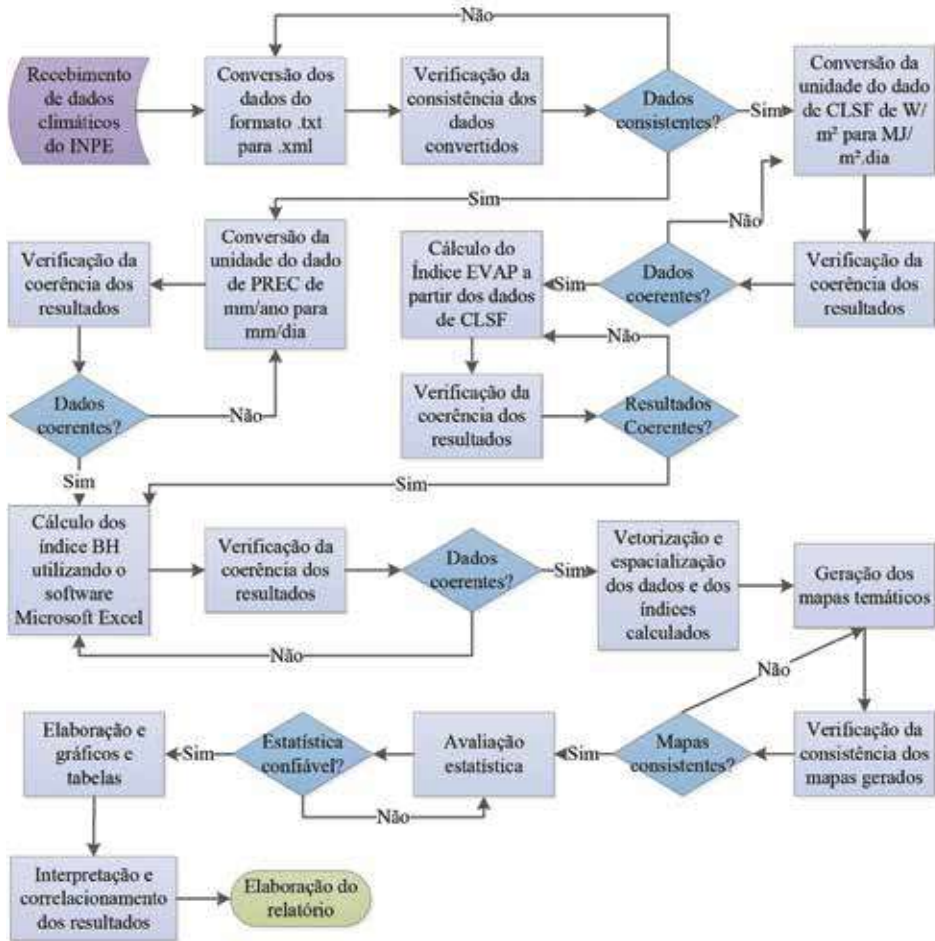 Não
Recebimento
de dados
climáticos
do INPE
Conversão dos
dados do
formato .txt
para .xml
Verificação da
consistência dos
dados
convertidos
Dados
consistentes?
Sim
Conversão da
unidade do dado
de CLSF de W/
m² para MJ/
m².dia
Sim
Não
Verificação da
coerência dos
resultados
Conversão da
unidade do dado
de PREC de
mm/ano para
mm/dia
Cálculo do
Índice EVAP a
partir dos dados
de CLSF
Sim
Dados
coerentes?
Verificação da
coerência dos
resultados
Não
Dados
coerentes?
Não
Verificação da
coerência dos
resultados
Resultados
Coerentes?
Sim
Sim
Cálculo dos
índice BH
utilizando o
software
Microsoft Excel
Verificação da
coerência dos
resultados
Dados
coerentes?
Sim
Vetorização e
espacialização
dos dados e dos
índices
calculados
Geração dos
mapas temáticos
Não
Não
Elaboração e
gráficos e
tabelas
Sim
Estatística
confiável?
Avaliação
estatística
Sim
Mapas
consistentes?
Verificação da
consistência dos
mapas gerados
Não
Interpretação e
correlacionamento
dos resultados
Elaboração do
relatório